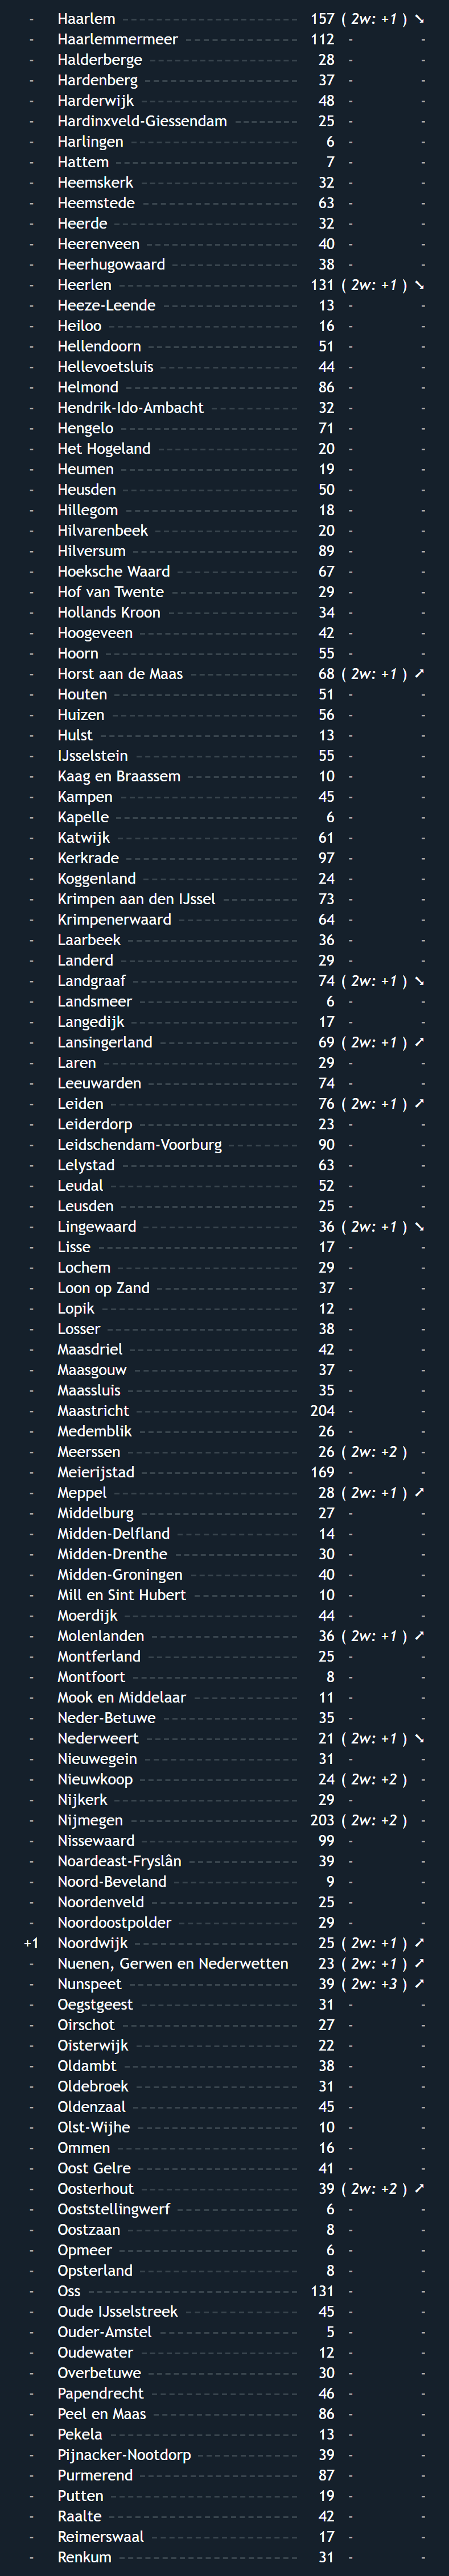 - Haarlem 157 ( 2w: +1 ) ➘
- Haarlemmermeer 112 - -
- Halderberge 28 - -
- Hardenberg 37 - -
- Harderwijk 48 - -
- Hardinxveld-Giessendam 25 - -
- Harlingen 6 - -
- Hattem 7 - -
- Heemskerk 32 - -
- Heemstede 63 - -
- Heerde 32 - -
- Heerenveen 40 - -
- Heerhugowaard 38 - -
- Heerlen 131 ( 2w: +1 ) ➘
- Heeze-Leende 13 - -
- Heiloo 16 - -
- Hellendoorn 51 - -
- Hellevoetsluis 44 - -
- Helmond 86 - -
- Hendrik-Ido-Ambacht 32 - -
- Hengelo 71 - -
- Het Hogeland 20 - -
- Heumen 19 - -
- Heusden 50 - -
- Hillegom 18 - -
- Hilvarenbeek 20 - -
- Hilversum 89 - -
- Hoeksche Waard 67 - -
- Hof van Twente 29 - -
- Hollands Kroon 34 - -
- Hoogeveen 42 - -
- Hoorn 55 - -
- Horst aan de Maas 68 ( 2w: +1 ) ➚
- Houten 51 - -
- Huizen 56 - -
- Hulst 13 - -
- IJsselstein 55 - -
- Kaag en Braassem 10 - -
- Kampen 45 - -
- Kapelle 6 - -
- Katwijk 61 - -
- Kerkrade 97 - -
- Koggenland 24 - -
- Krimpen aan den IJssel 73 - -
- Krimpenerwaard 64 - -
- Laarbeek 36 - -
- Landerd 29 - -
- Landgraaf 74 ( 2w: +1 ) ➘
- Landsmeer 6 - -
- Langedijk 17 - -
- Lansingerland 69 ( 2w: +1 ) ➚
- Laren 29 - -
- Leeuwarden 74 - -
- Leiden 76 ( 2w: +1 ) ➚
- Leiderdorp 23 - -
- Leidschendam-Voorburg 90 - -
- Lelystad 63 - -
- Leudal 52 - -
- Leusden 25 - -
- Lingewaard 36 ( 2w: +1 ) ➘
- Lisse 17 - -
- Lochem 29 - -
- Loon op Zand 37 - -
- Lopik 12 - -
- Losser 38 - -
- Maasdriel 42 - -
- Maasgouw 37 - -
- Maassluis 35 - -
- Maastricht 204 - -
- Medemblik 26 - -
- Meerssen 26 ( 2w: +2 ) -
- Meierijstad 169 - -
- Meppel 28 ( 2w: +1 ) ➚
- Middelburg 27 - -
- Midden-Delfland 14 - -
- Midden-Drenthe 30 - -
- Midden-Groningen 40 - -
- Mill en Sint Hubert 10 - -
- Moerdijk 44 - -
- Molenlanden 36 ( 2w: +1 ) ➚
- Montferland 25 - -
- Montfoort 8 - -
- Mook en Middelaar 11 - -
- Neder-Betuwe 35 - -
- Nederweert 21 ( 2w: +1 ) ➘
- Nieuwegein 31 - -
- Nieuwkoop 24 ( 2w: +2 ) -
- Nijkerk 29 - -
- Nijmegen 203 ( 2w: +2 ) -
- Nissewaard 99 - -
- Noardeast-Fryslân 39 - -
- Noord-Beveland 9 - -
- Noordenveld 25 - -
- Noordoostpolder 29 - -
+1 Noordwijk 25 ( 2w: +1 ) ➚
- Nuenen, Gerwen en Nederwetten 23 ( 2w: +1 ) ➚
- Nunspeet 39 ( 2w: +3 ) ➚
- Oegstgeest 31 - -
- Oirschot 27 - -
- Oisterwijk 22 - -
- Oldambt 38 - -
- Oldebroek 31 - -
- Oldenzaal 45 - -
- Olst-Wijhe 10 - -
- Ommen 16 - -
- Oost Gelre 41 - -
- Oosterhout 39 ( 2w: +2 ) ➚
- Ooststellingwerf 6 - -
- Oostzaan 8 - -
- Opmeer 6 - -
- Opsterland 8 - -
- Oss 131 - -
- Oude IJsselstreek 45 - -
- Ouder-Amstel 5 - -
- Oudewater 12 - -
- Overbetuwe 30 - -
- Papendrecht 46 - -
- Peel en Maas 86 - -
- Pekela 13 - -
- Pijnacker-Nootdorp 39 - -
- Purmerend 87 - -
- Putten 19 - -
- Raalte 42 - -
- Reimerswaal 17 - -
- Renkum 31 - -